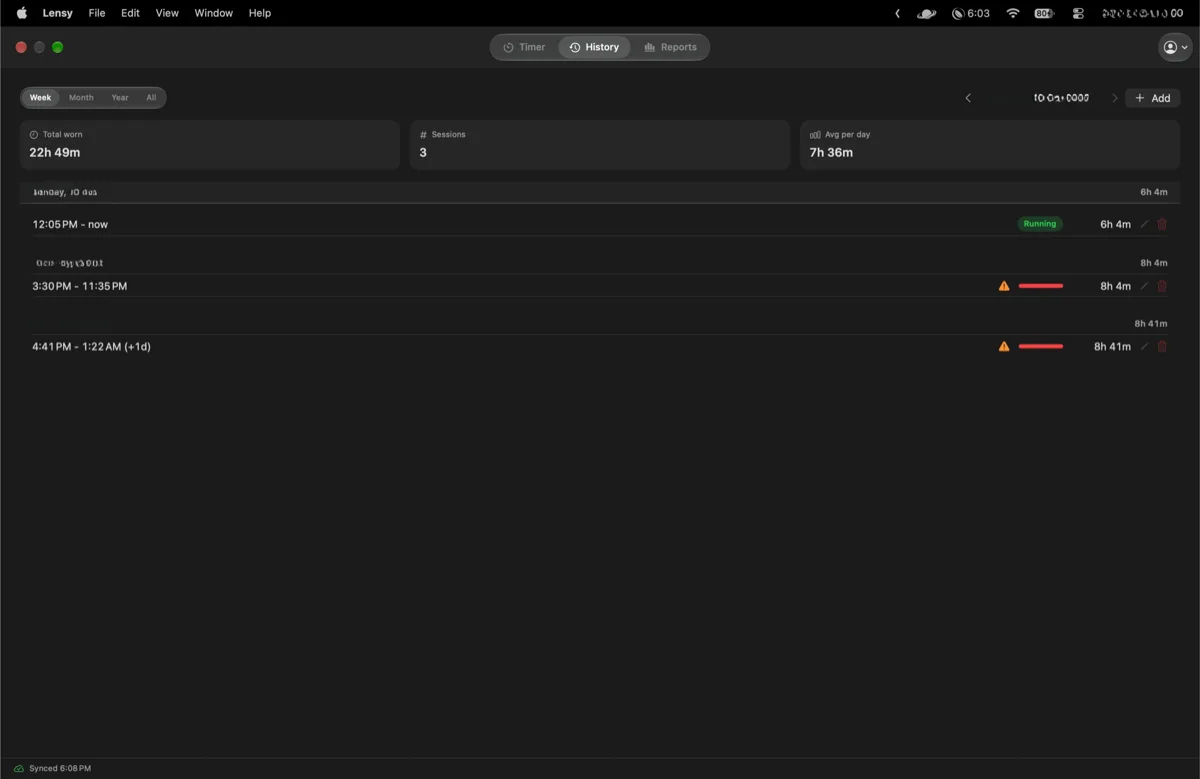 Lensy File Edit View Window Help 6:03 80
Timer History Reports
Week Month Year All + Add
Total worn # Sessions Avg per day
22h 49m 3 7h 36m
6h 4m
12:05 PM - now Running 6h 4m
8h 4m
3:30 PM - 11:35 PM 8h 4m
8h 41m
4:41 PM - 1:22 AM (+1d) 8h 41m
Synced 6:08 PM